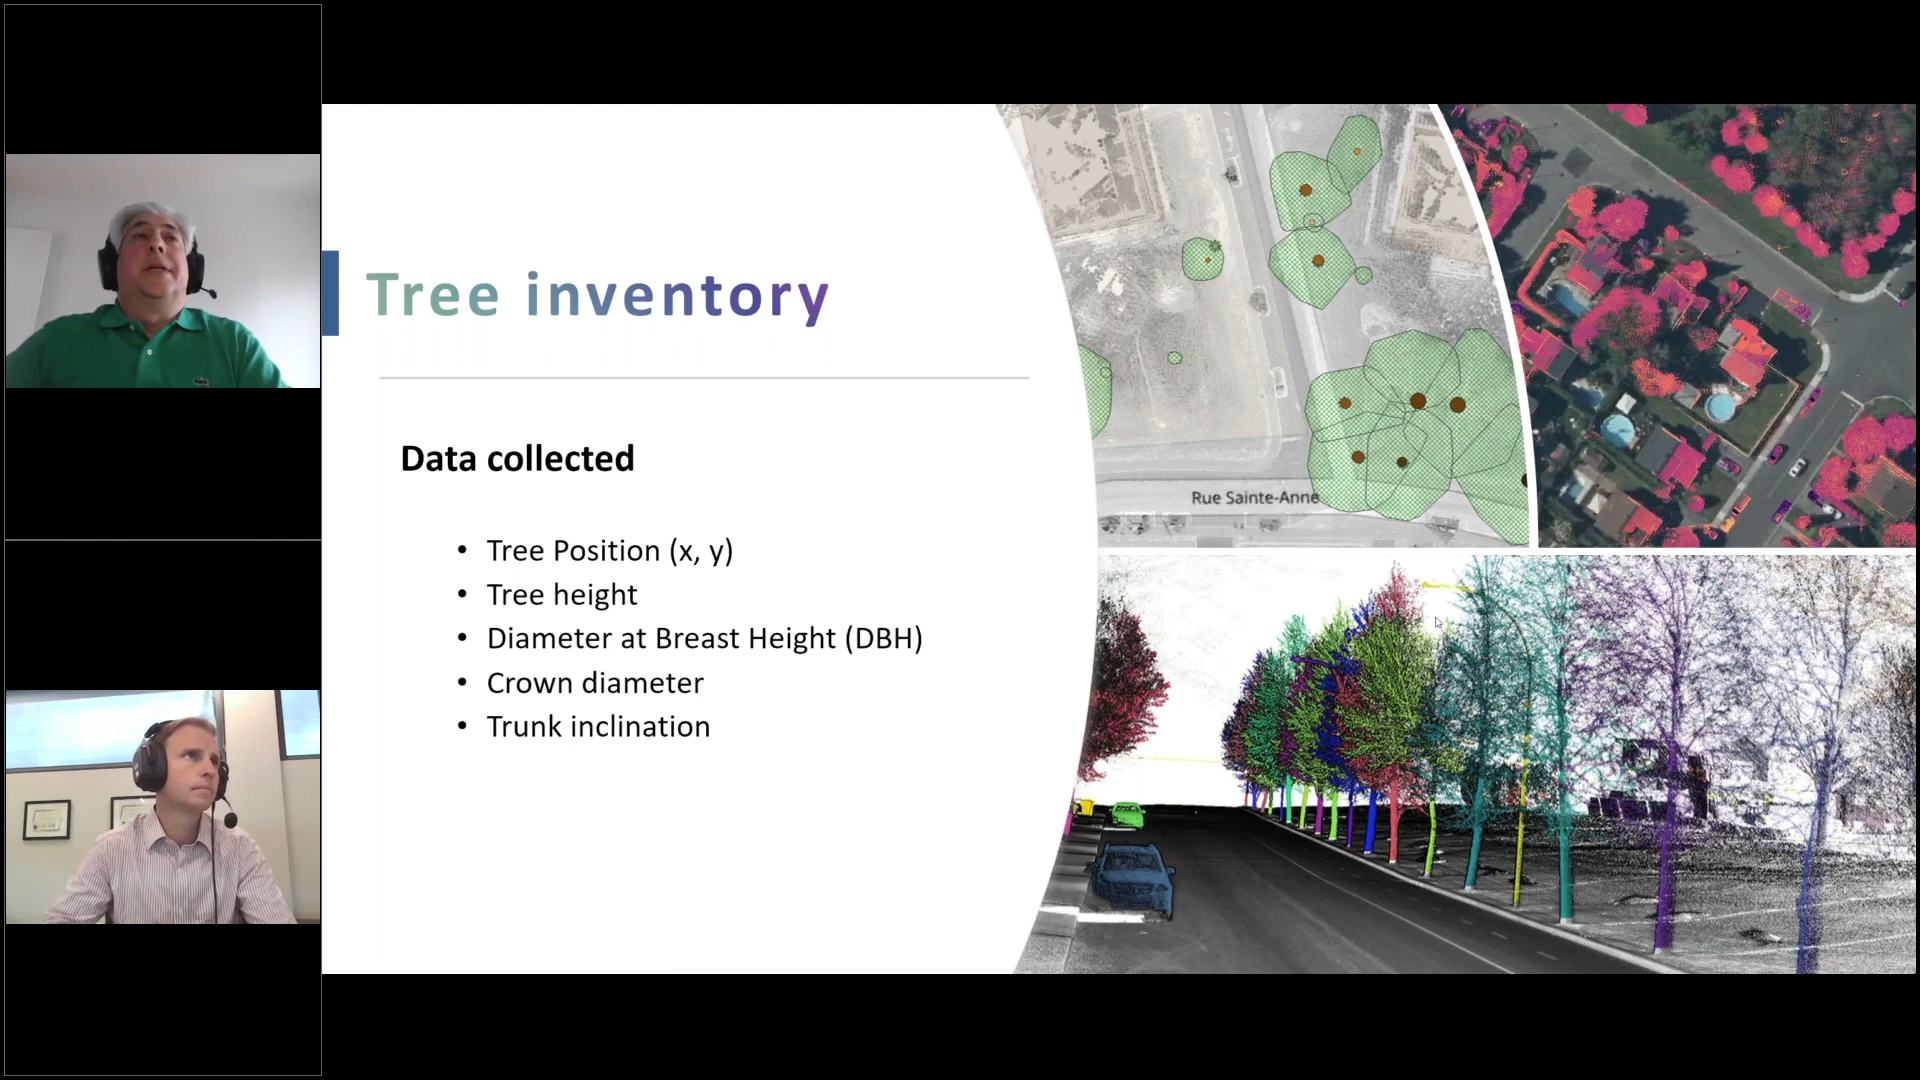 Tree inventory
Data collected
• Tree Position (x, y)
• Tree height
• Diameter at Breast Height (DBH)
• Crown diameter
• Trunk inclination
Rue Sainte-Anne